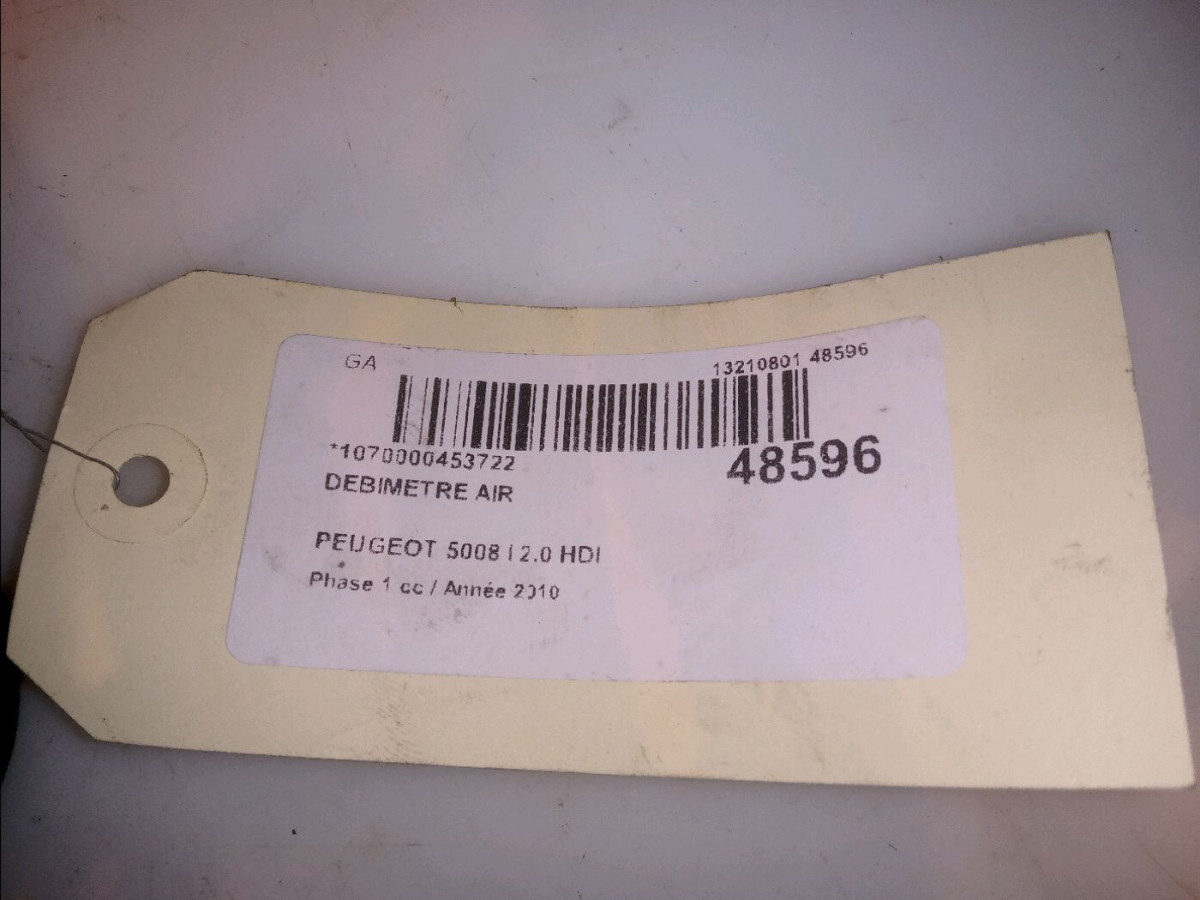 GA 13210801 48596
*1070000453722 48596
DEBIMETRE AIR
PEUGEOT 5008 I 2.0 HDI
Phase 1 cc / Année 2010